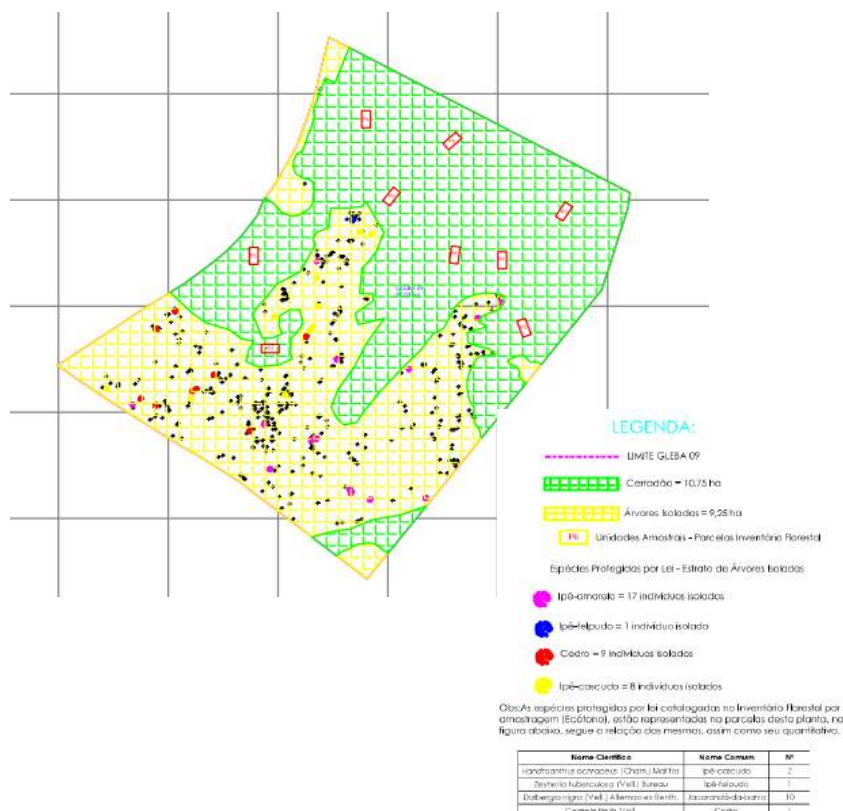 LEGENDA:
LIMITE GLEBA 09
Cerradão = 10,75 ha
Árvores Isoladas = 9,25 ha
Unidades Amostrais - Parcelas Inventário Florestal
Espécies Protegidas por Lei - Estrato de Árvores Isoladas
Ipê-amarelo = 17 indivíduos isolados
Ipê-felpudo = 1 indivíduo isolado
Cedro = 9 indivíduos isolados
Ipê-cascudo = 8 indivíduos isolados
Obs:As espécies protegidas por lei catalogadas no Inventário Florestal por
amostragem (Ecótono), estão representadas na parcelas desta planta, na
figura abaixo, segue a relação das mesmas, assim como seu quantitativo.
Nome Científico Nome Comum Nº
Handroanthus ochraceus (Cham.) Mattos Ipê-cascudo 2
Zeyheria tuberculosa (Vell.) Bureau Ipê-felpudo 1
Dalbergia nigra (Vell.) Allemao ex Benth. Jacarandá-da-bahia 10